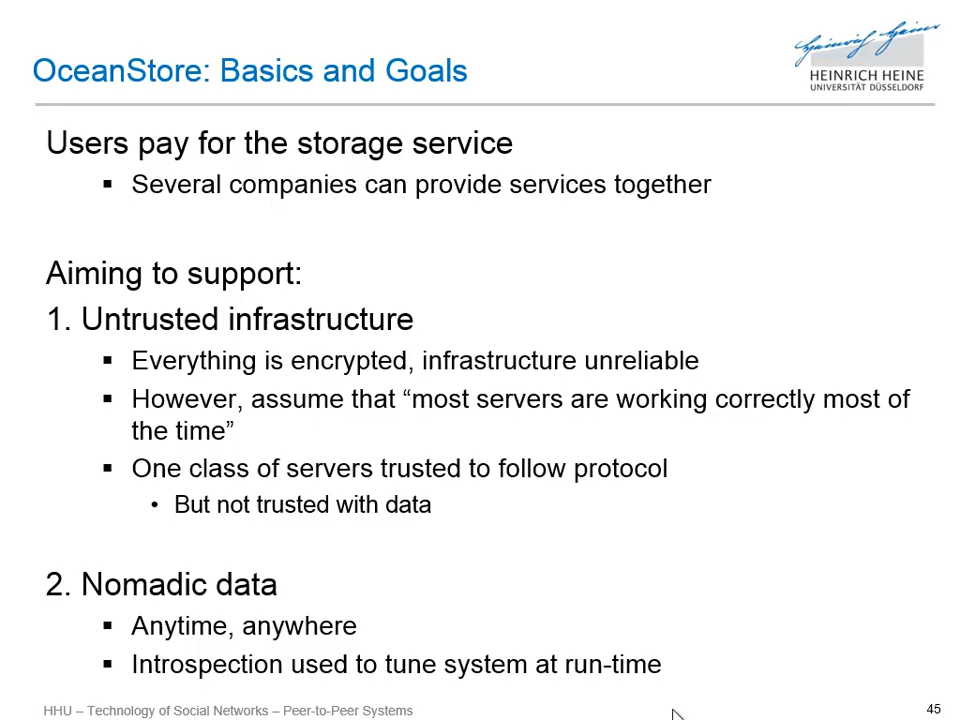 OceanStore: Basics and Goals
Heinrich Heine
HEINRICH HEINE
UNIVERSITÄT DÜSSELDORF
Users pay for the storage service
▪ Several companies can provide services together
Aiming to support:
1. Untrusted infrastructure
▪ Everything is encrypted, infrastructure unreliable
▪ However, assume that “most servers are working correctly most of
the time”
▪ One class of servers trusted to follow protocol
• But not trusted with data
2. Nomadic data
▪ Anytime, anywhere
▪ Introspection used to tune system at run-time
HHU – Technology of Social Networks – Peer-to-Peer Systems
45